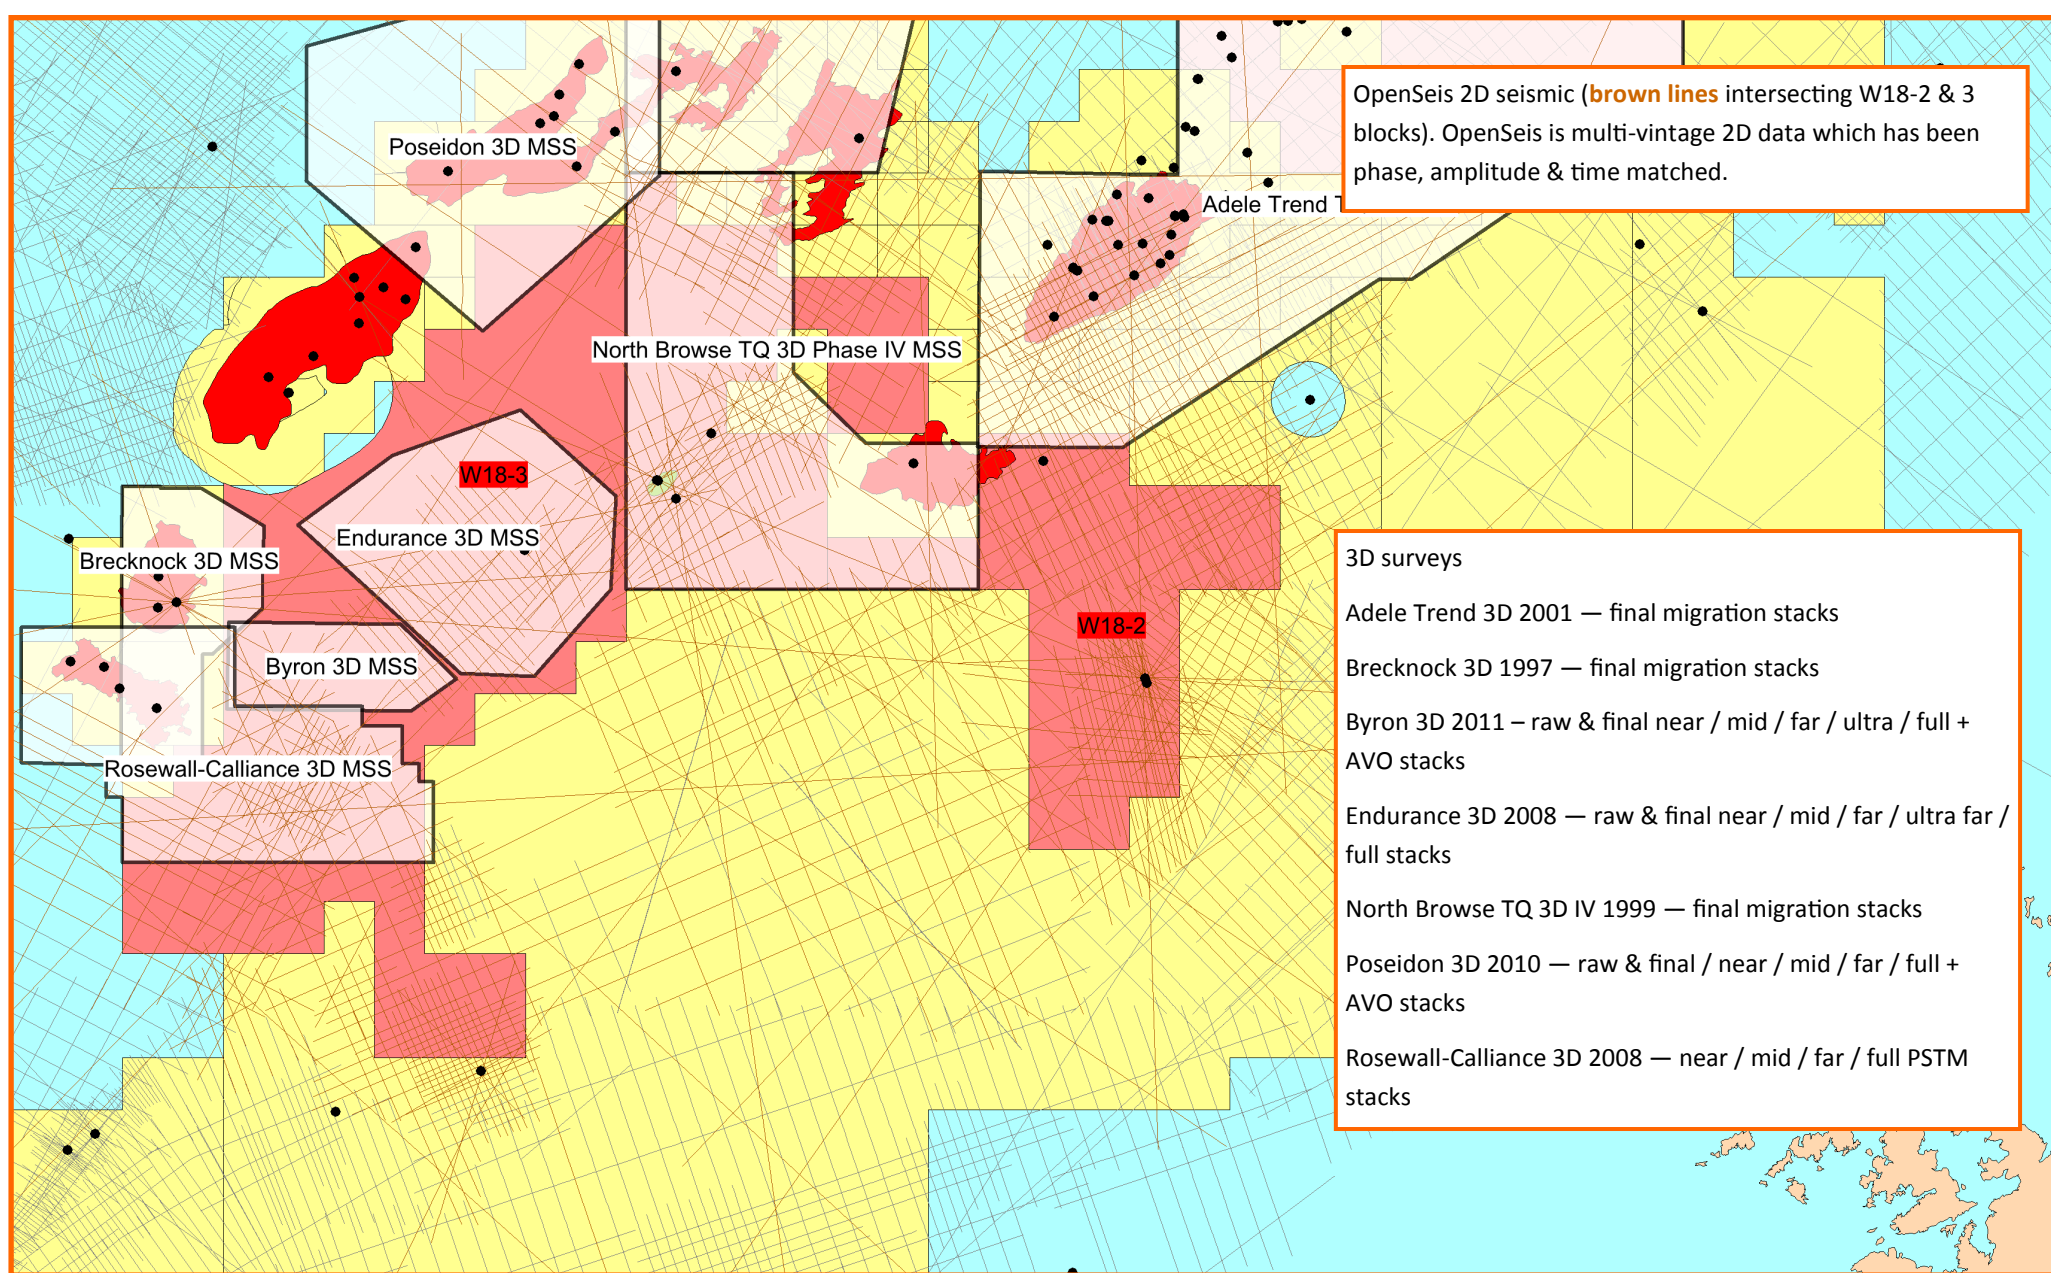 OpenSeis 2D seismic (brown lines intersecting W18-2 & 3
blocks). OpenSeis is multi-vintage 2D data which has been
phase, amplitude & time matched.
Poseidon 3D MSS
Adele Trend
North Browse TQ 3D Phase IV MSS
W18-3
Endurance 3D MSS
Brecknock 3D MSS
W18-2
Byron 3D MSS
Rosewall-Calliance 3D MSS
3D surveys
Adele Trend 3D 2001 — final migration stacks
Brecknock 3D 1997 — final migration stacks
Byron 3D 2011 – raw & final near / mid / far / ultra / full +
AVO stacks
Endurance 3D 2008 — raw & final near / mid / far / ultra far /
full stacks
North Browse TQ 3D IV 1999 — final migration stacks
Poseidon 3D 2010 — raw & final / near / mid / far / full +
AVO stacks
Rosewall-Calliance 3D 2008 — near / mid / far / full PSTM
stacks